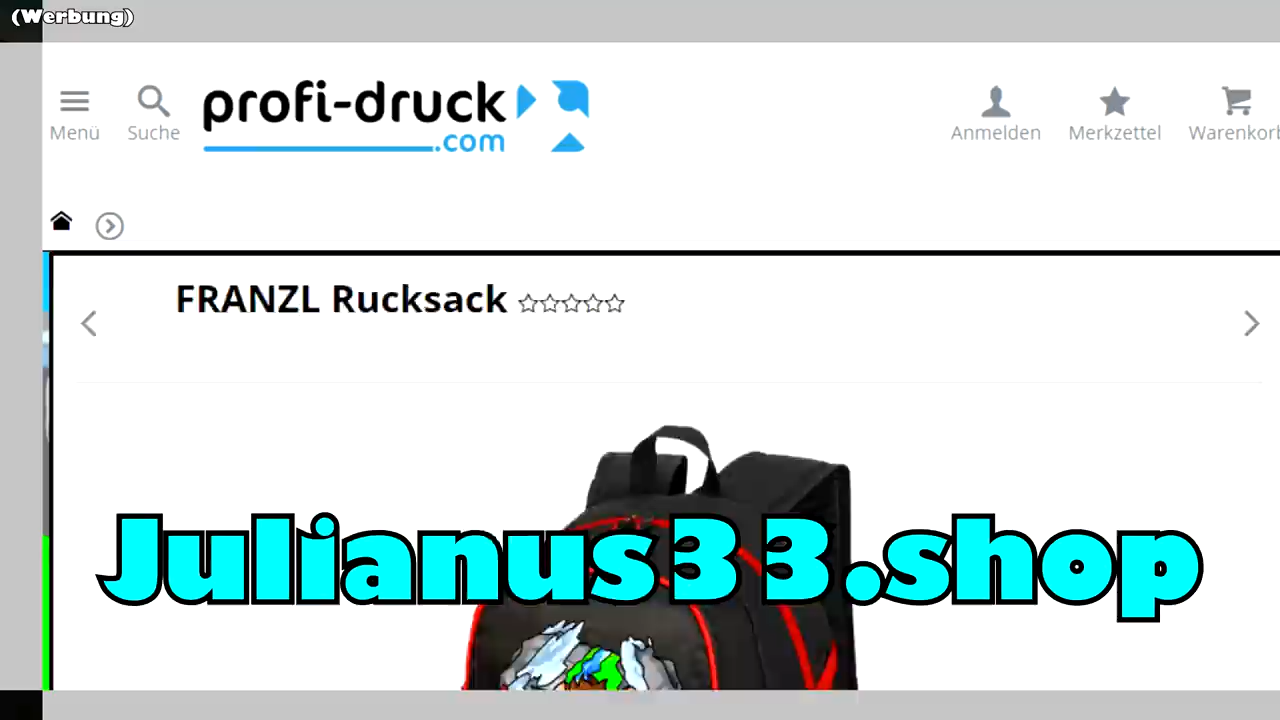 (Werbung)
Menü
Suche
profi-druck
.com
Anmelden
Merkzettel
Warenkorb
FRANZL Rucksack
Julianus33.shop